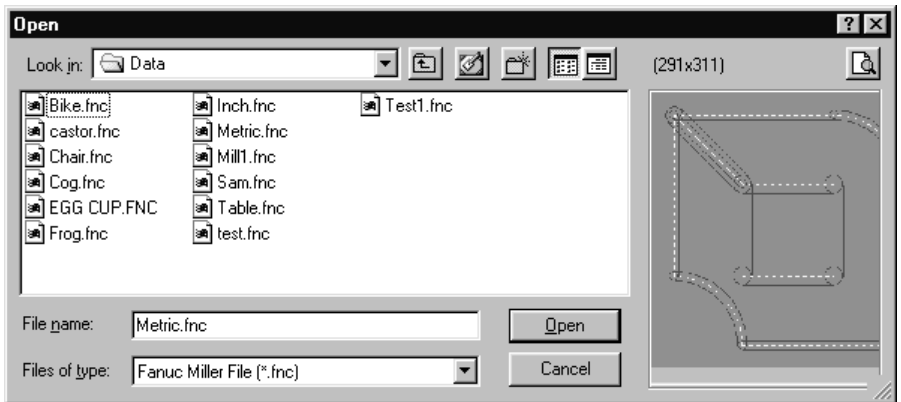 Open
Look in: Data (291x311)
Bike.fnc Inch.fnc Test1.fnc
castor.fnc Metric.fnc
Chair.fnc Mill1.fnc
Cog.fnc Sam.fnc
EGG CUP.FNC Table.fnc
Frog.fnc test.fnc
File name: Metric.fnc Open
Files of type: Fanuc Miller File (*.fnc) Cancel